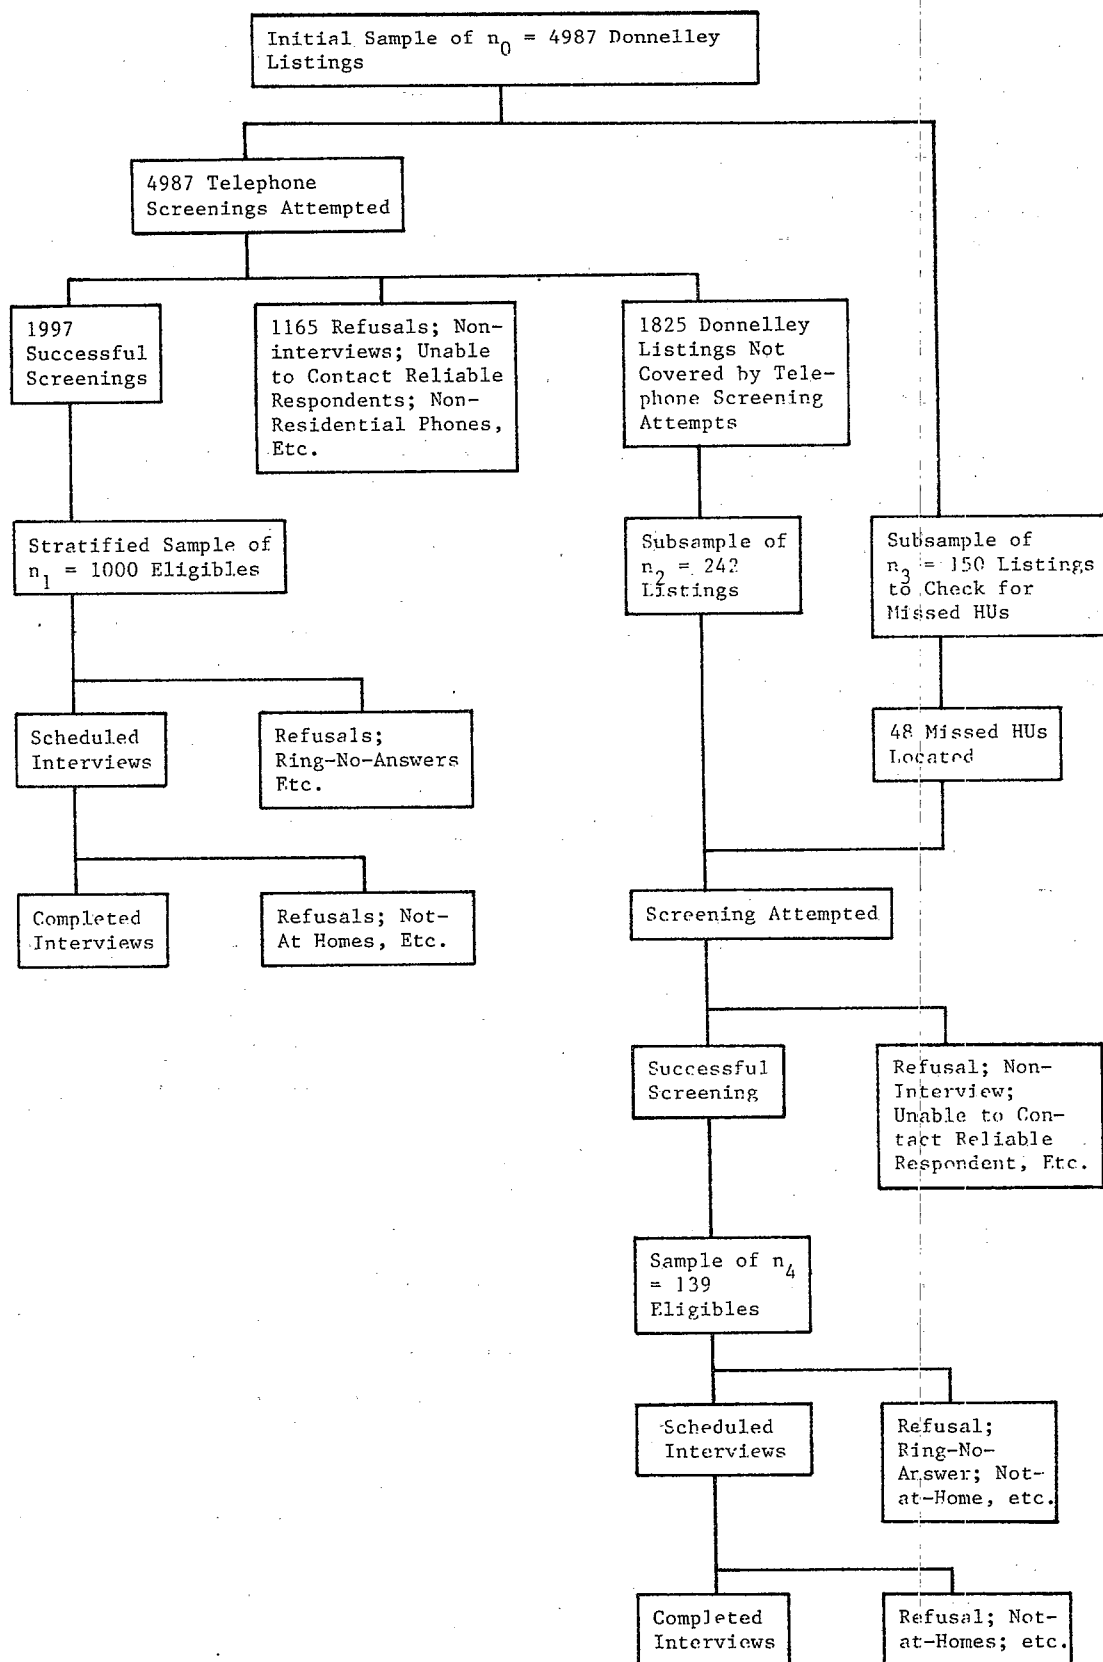 Initial Sample of n0 = 4987 Donnelley
Listings
4987 Telephone
Screenings Attempted
1997
Successful
Screenings
1165 Refusals; Non-
interviews; Unable
to Contact Reliable
Respondents; Non-
Residential Phones,
Etc.
1825 Donnelley
Listings Not
Covered by Tele-
phone Screening
Attempts
Stratified Sample of
n1 = 1000 Eligibles
Subsample of
n2 = 242
Listings
Subsample of
n3 = 150 Listings
to Check for
Missed HUs
Scheduled
Interviews
Refusals;
Ring-No-Answers
Etc.
48 Missed HUs
Located
Completed
Interviews
Refusals; Not-
At Homes, Etc.
Screening Attempted
Successful
Screening
Refusal; Non-
Interview;
Unable to Con-
tact Reliable
Respondent, Etc.
Sample of n4
= 139
Eligibles
Scheduled
Interviews
Refusal;
Ring-No-
Answer; Not-
at-Home, etc.
Completed
Interviews
Refusal; Not-
at-Homes; etc.